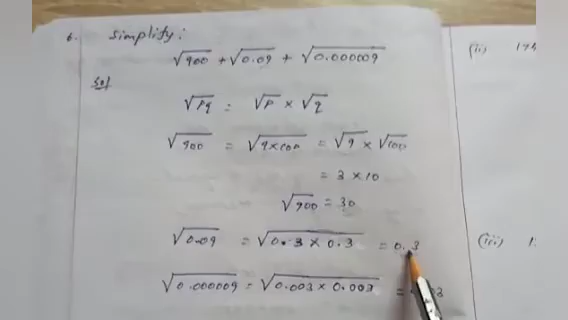 6. Simplify:
√900 + √0.09 + √0.000009
Sol
√pq = √p × √q
√900 = √9×100 = √9 × √100
= 3 × 10
√900 = 30
√0.09 = √0.3 × 0.3 = 0.3
√0.000009 = √0.003 × 0.003 =
(ii)
(iii)